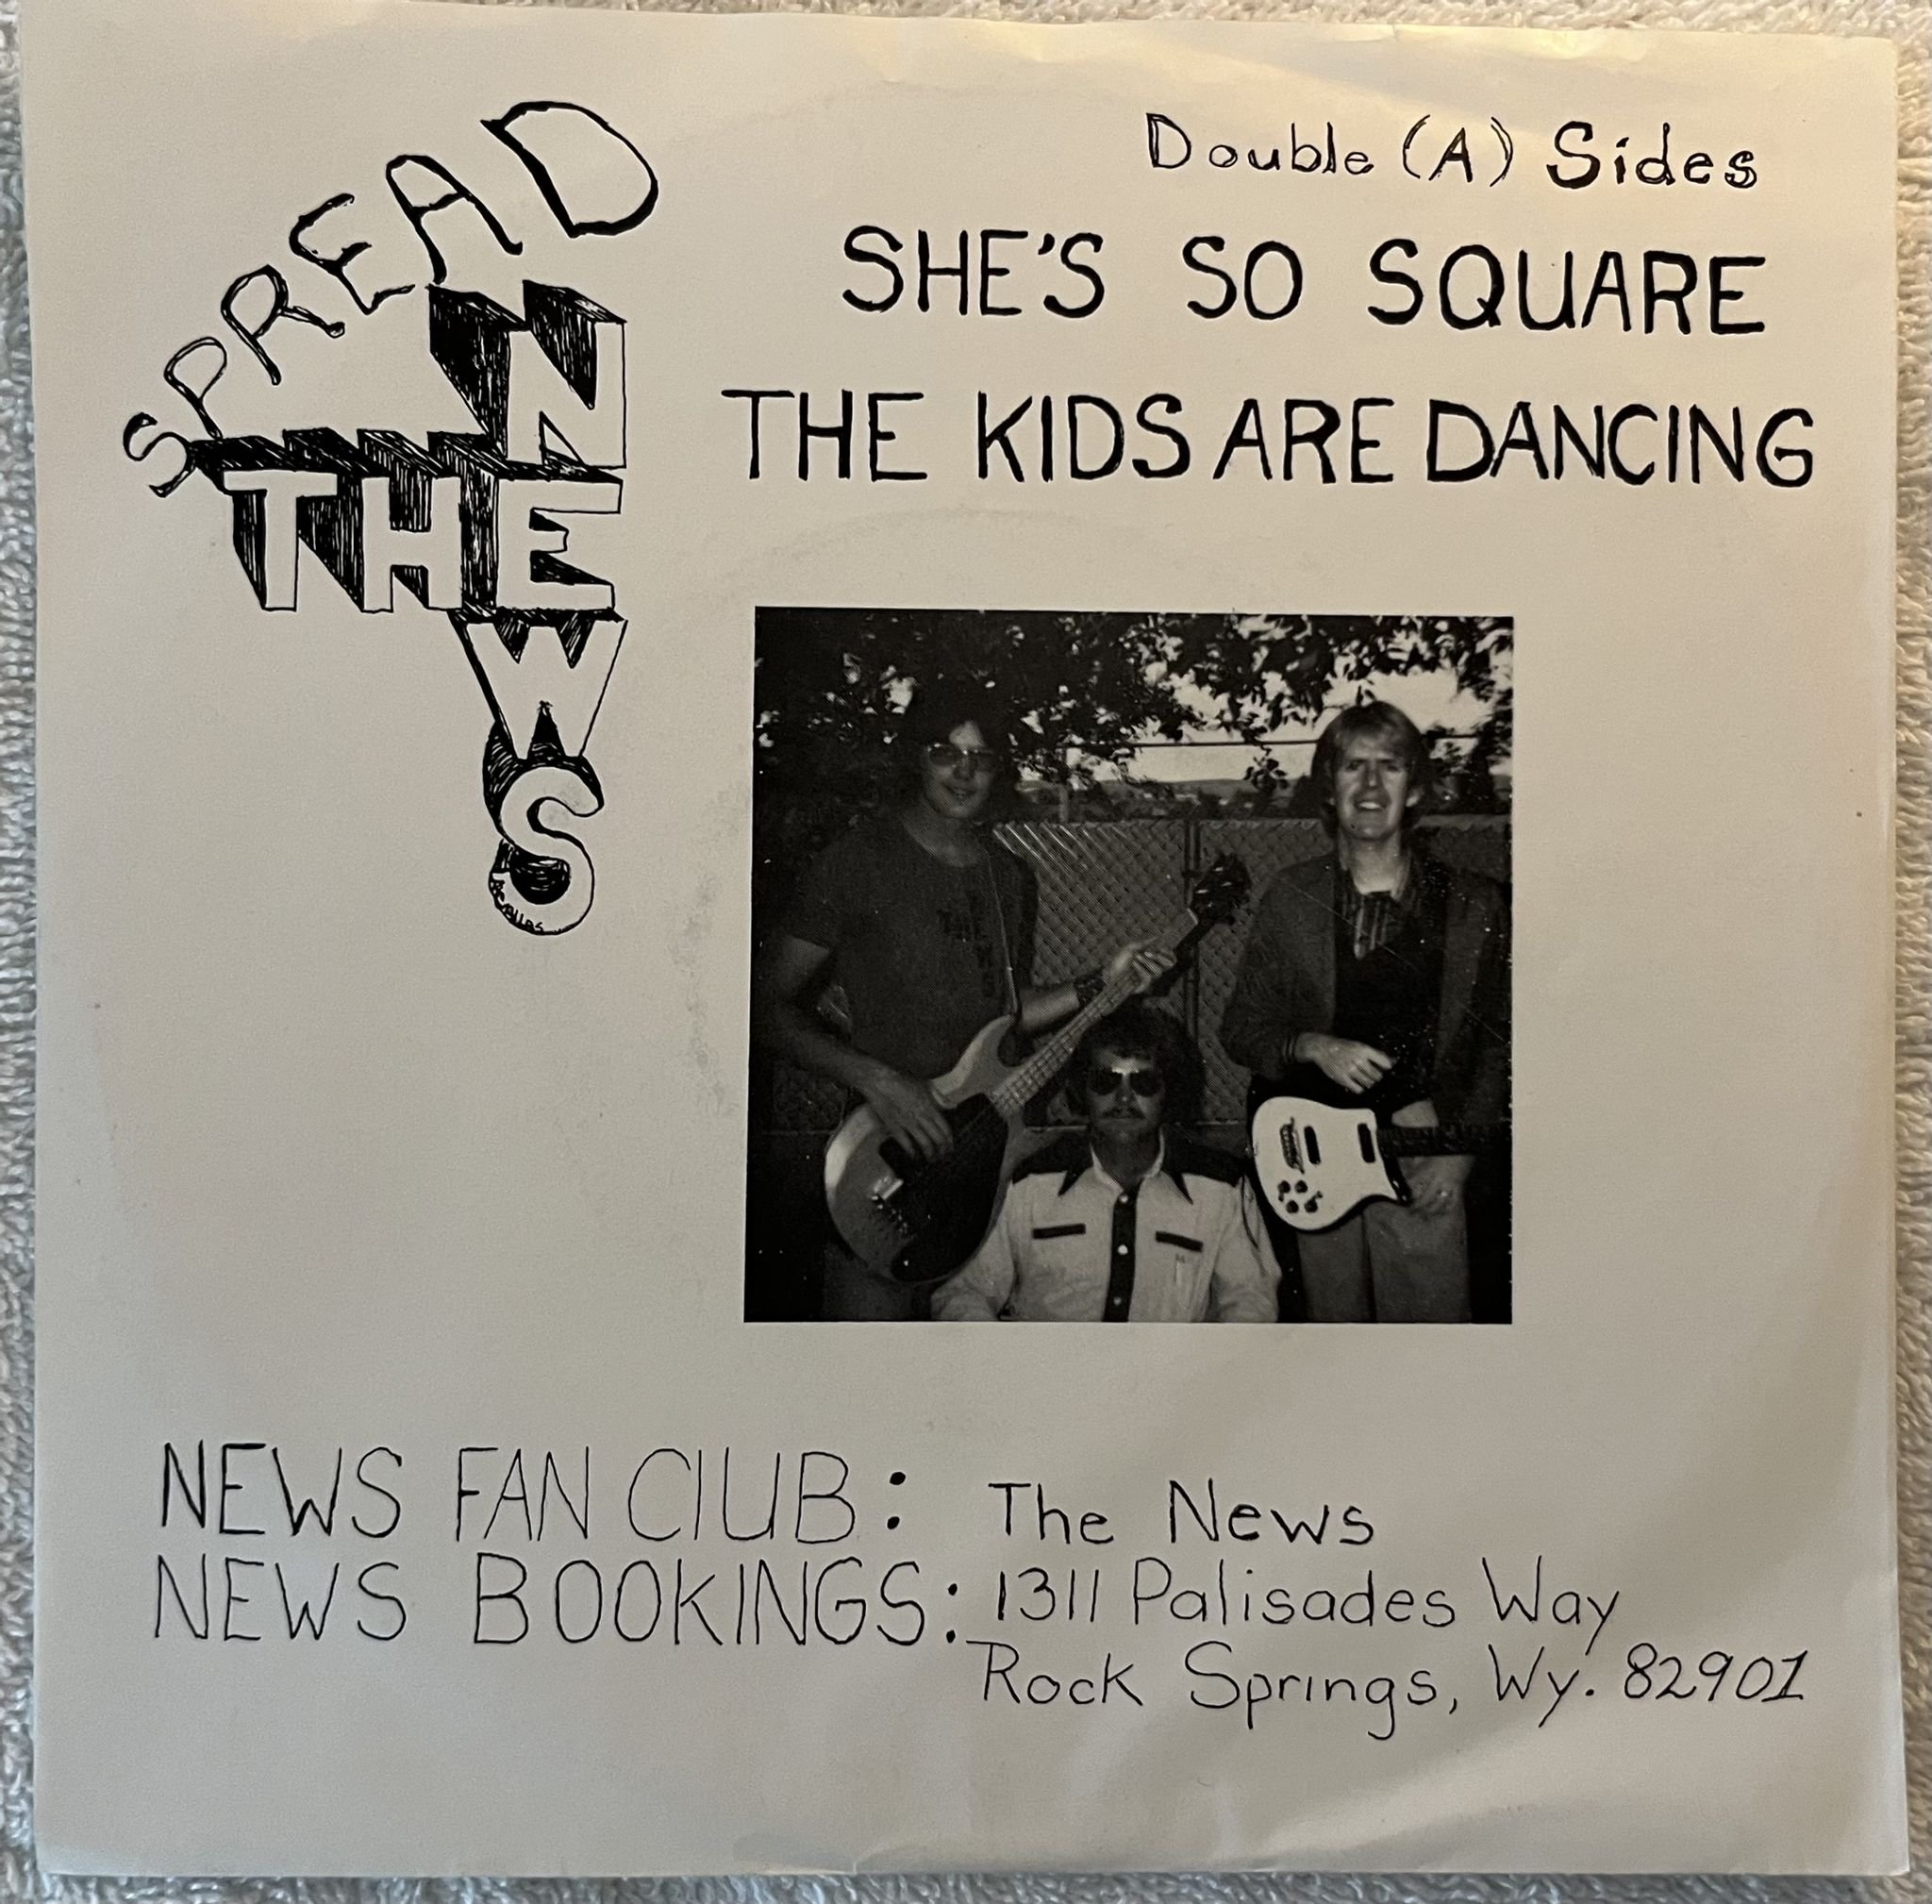 SPREAD
THE
NEWS
Double (A) Sides
SHE'S SO SQUARE
THE KIDS ARE DANCING
NEWS FAN CLUB: The News
NEWS BOOKINGS: 1311 Palisades Way
Rock Springs, Wy. 82901